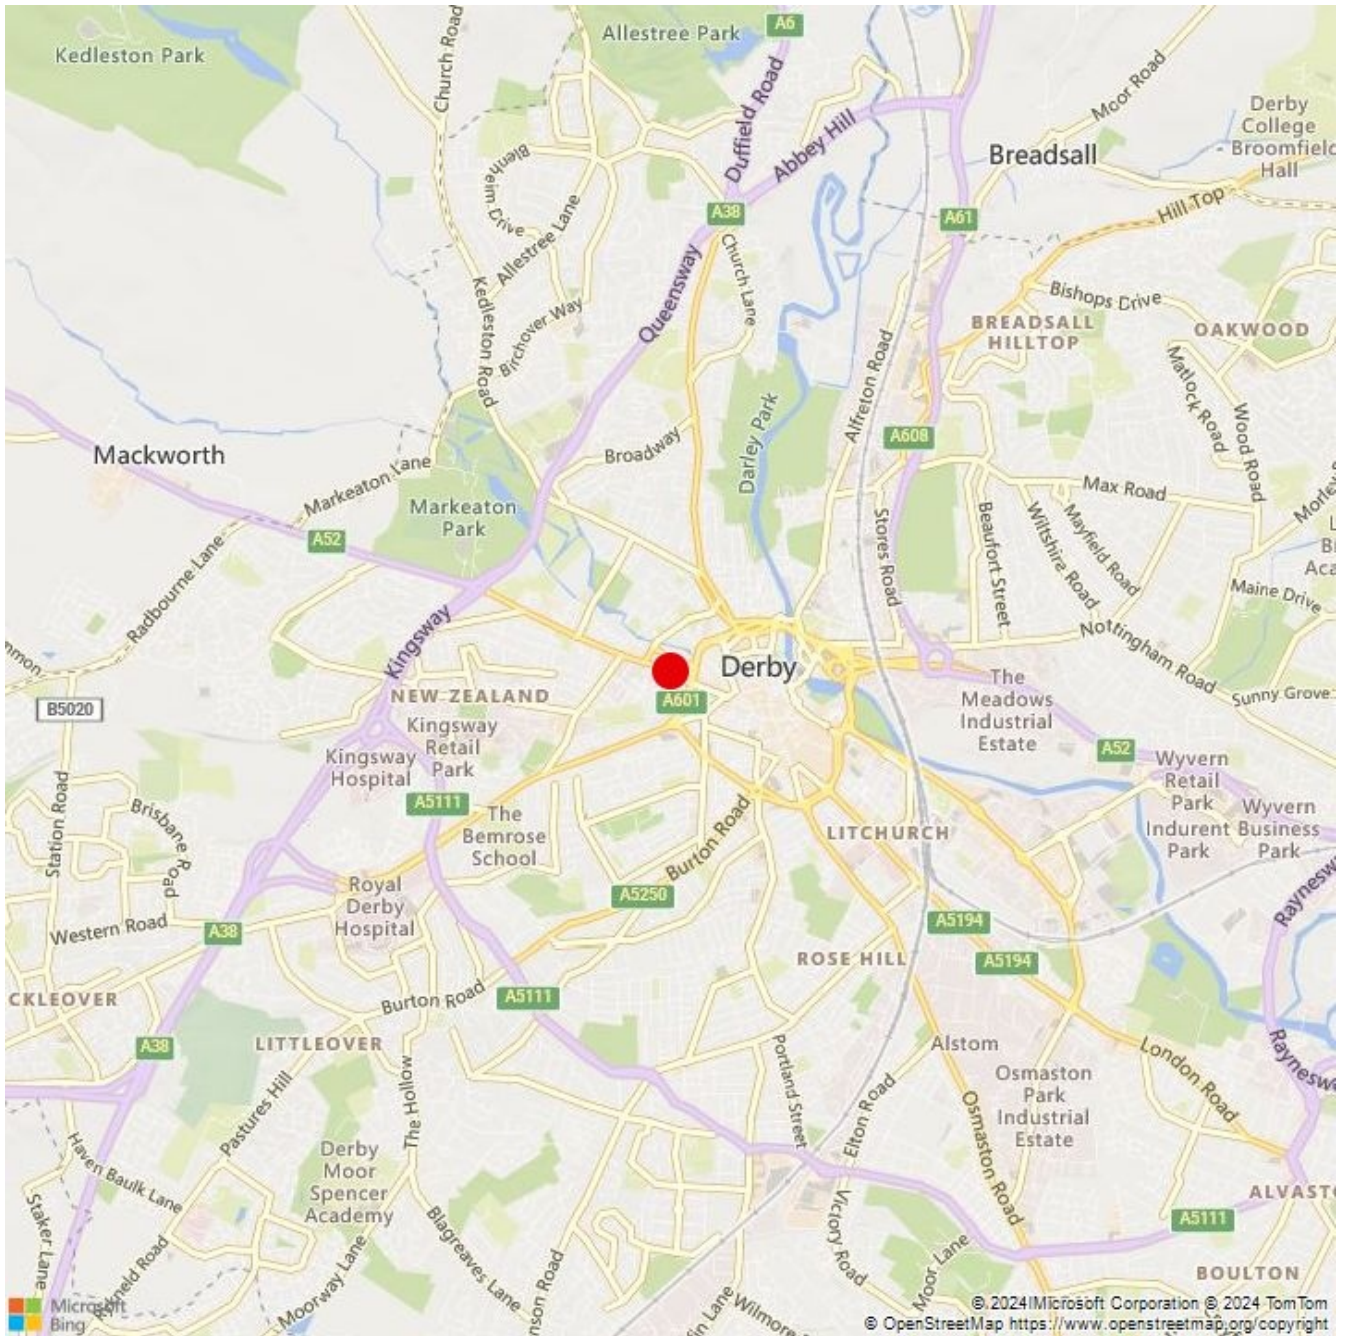 Kedleston Park
Church Road
Allestree Park
A6
Duffield Road
Abbey Hill
Moor Road
Derby
College
Broomfield
Hall
Breadsall
Blenheim Drive
Allestree Lane
A38
A61
Hill Top
Queensway
Church Lane
Kedleston Road
Birchover Way
Bishops Drive
BREADSALL
HILLTOP
OAKWOOD
Alfreton Road
Matlock Road
Wood Road
Mackworth
Markeaton Lane
Markeaton
Park
Broadway
Darley Park
A608
Max Road
Mayfield Road
Wiltshire Road
Beaufort Street
Stores Road
A52
Radbourne Lane
Kingsway
Maine Drive
Nottingham Road
Sunny Grove
Derby
A601
NEW ZEALAND
B5020
Kingsway
Retail
Park
Kingsway
Hospital
The
Meadows
Industrial
Estate
A52
Wyvern
Retail
Park
Wyvern
Business
Park
Indurent
Park
A5111
The
Bemrose
School
Station Road
Brisbane Road
LITCHURCH
Burton Road
A5250
Royal
Derby
Hospital
Western Road
A38
A5194
A5194
ROSE HILL
CKLEOVER
Burton Road
A5111
A38
LITTLEOVER
Pastures Hill
The Hollow
Portland Street
Alstom
Osmaston
Park
Industrial
Estate
London Road
Elton Road
Osmaston Road
Haven Baulk Lane
Staker Lane
Derby
Moor
Spencer
Academy
Blagreaves Lane
Moorway Lane
Victory Road
Moor Lane
A5111
ALVAST
BOULTON
Microsoft
Bing
© 2024 Microsoft Corporation © 2024 TomTom
© OpenStreetMap https://www.openstreetmap.org/copyright